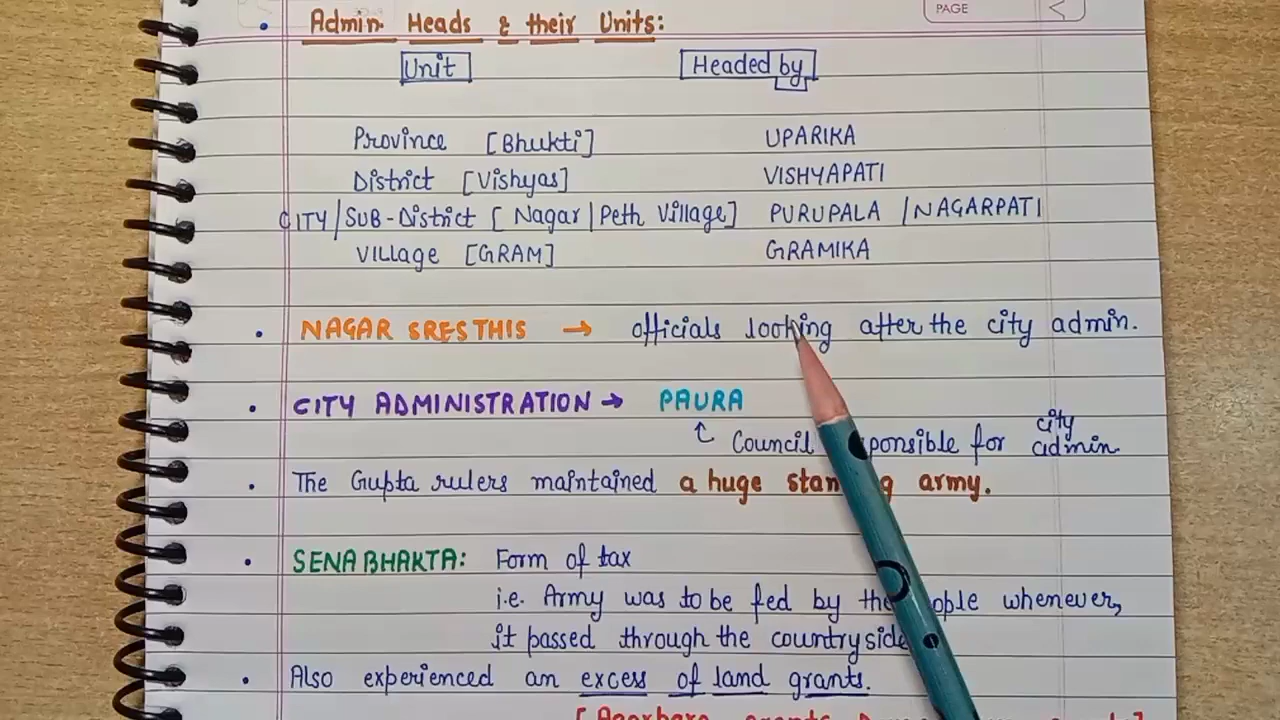 PAGE
• Admin Heads & their Units:
Unit Headed by
Province [Bhukti] UPARIKA
District [Vishyas] VISHYAPATI
CITY/SUB-District [Nagar/Peth Village] PURUPALA /NAGARPATI
Village [GRAM] GRAMIKA
• NAGAR SRESTHIS → officials looking after the city admin.
• CITY ADMINISTRATION → PAURA
Council for city admin.
• The Gupta rulers maintained a huge army.
• SENABHAKTA: Form of tax
i.e. Army was to be fed by the whenever,
it passed through the countryside
• Also experienced an excess of land grants.